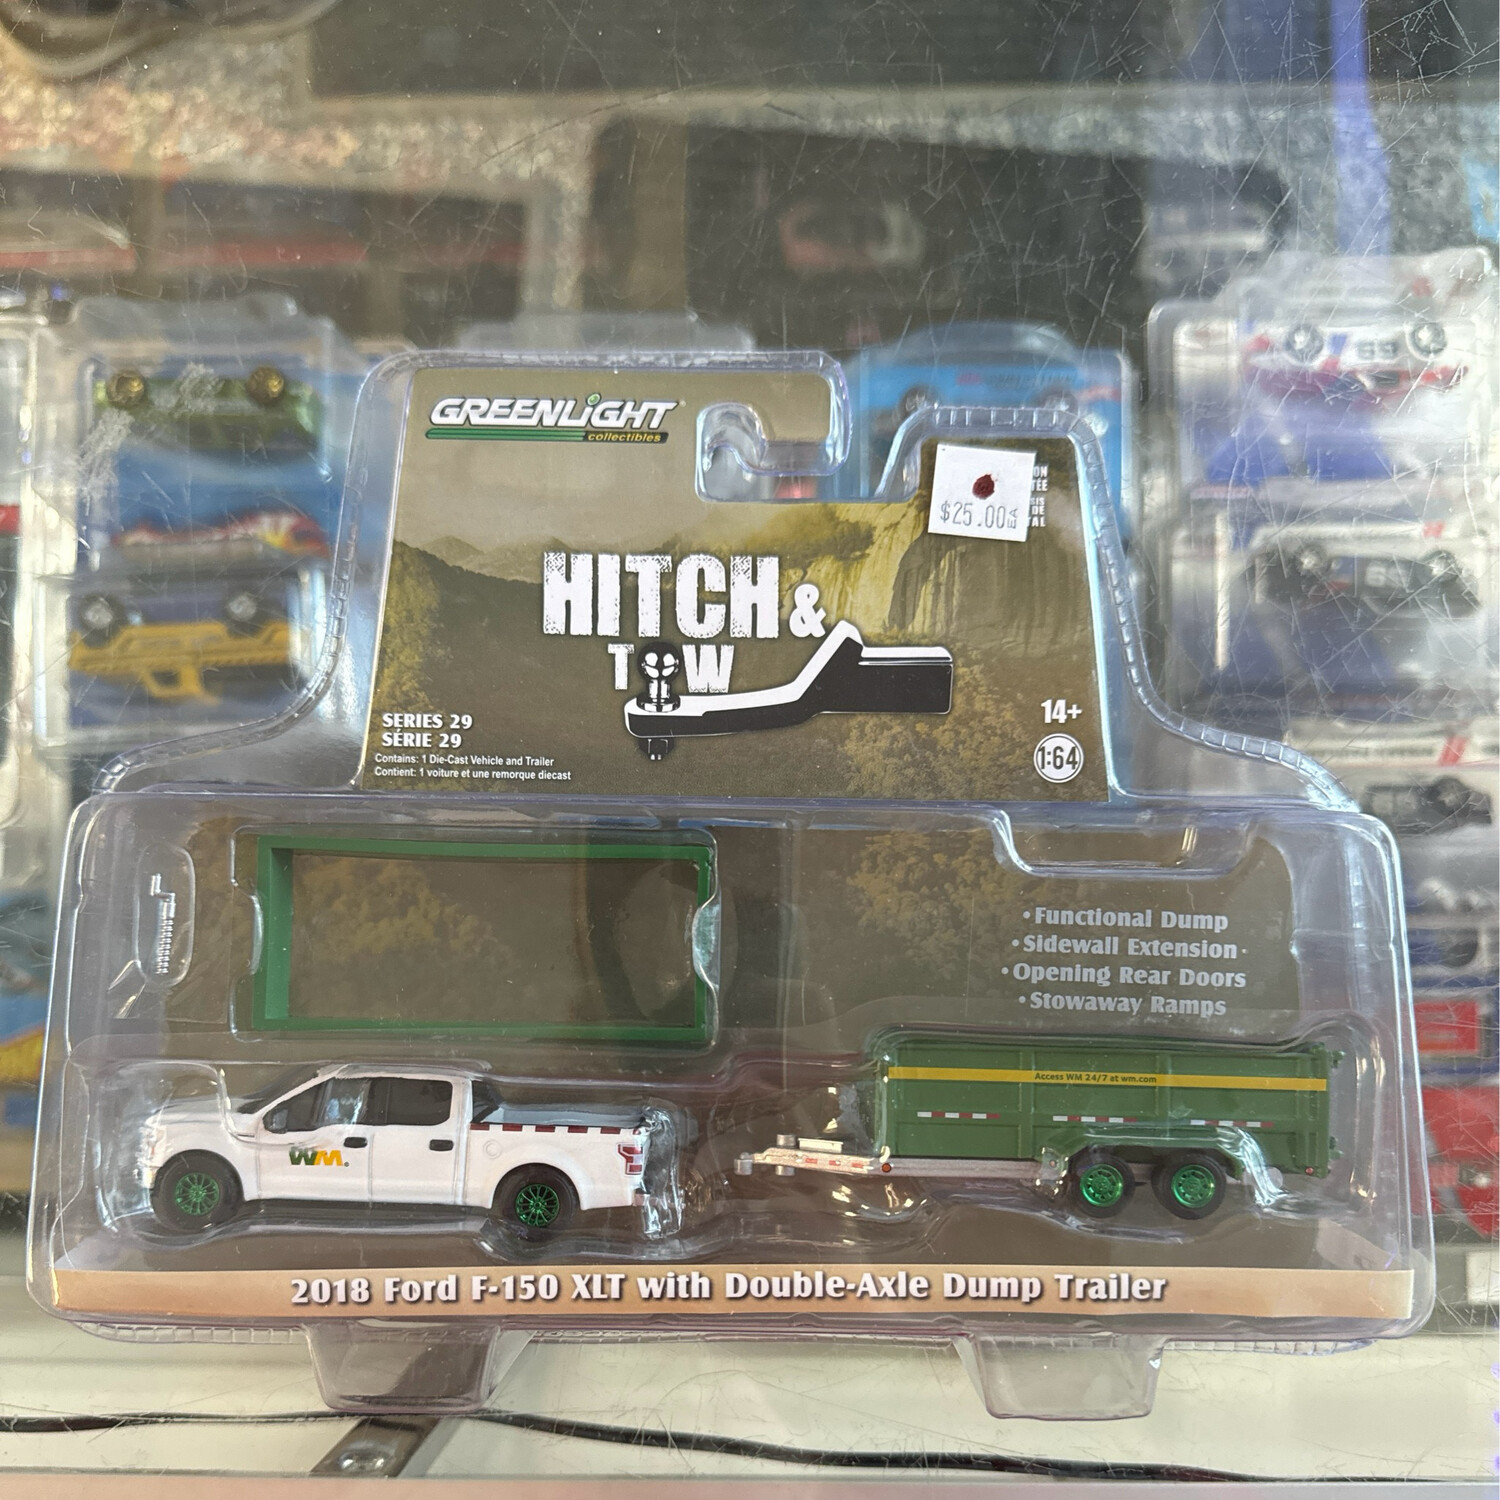 GREENLiGHT
collectibles
$25.00EA
HITCH &
TOW
SERIES 29
SÉRIE 29
Contains: 1 Die-Cast Vehicle and Trailer
Contient: 1 voiture et une remorque diecast
14+
1:64
•Functional Dump
•Sidewall Extension
•Opening Rear Doors
•Stowaway Ramps
Access WM 24/7 at wm.com
WM.
2018 Ford F-150 XLT with Double-Axle Dump Trailer